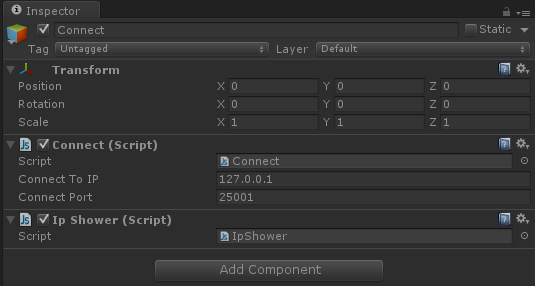 Inspector
Connect Static
Tag Untagged Layer Default
Transform
Position X 0 Y 0 Z 0
Rotation X 0 Y 0 Z 0
Scale X 1 Y 1 Z 1
Js Connect (Script)
Script Connect
Connect To IP 127.0.0.1
Connect Port 25001
Js Ip Shower (Script)
Script IpShower
Add Component